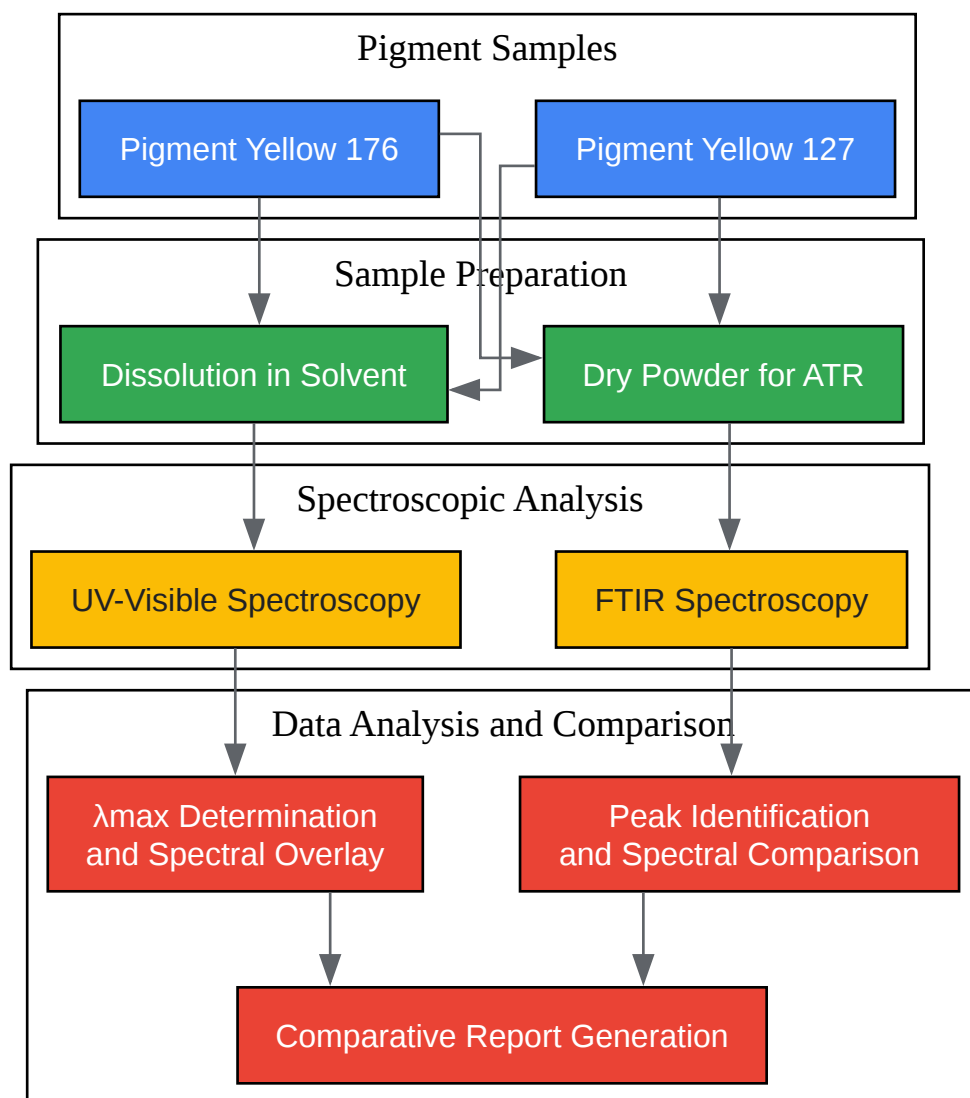 Pigment Samples
Pigment Yellow 176
Pigment Yellow 127
Sample Preparation
Dissolution in Solvent
Dry Powder for ATR
Spectroscopic Analysis
UV-Visible Spectroscopy
FTIR Spectroscopy
Data Analysis and Comparison
λmax Determination
and Spectral Overlay
Peak Identification
and Spectral Comparison
Comparative Report Generation